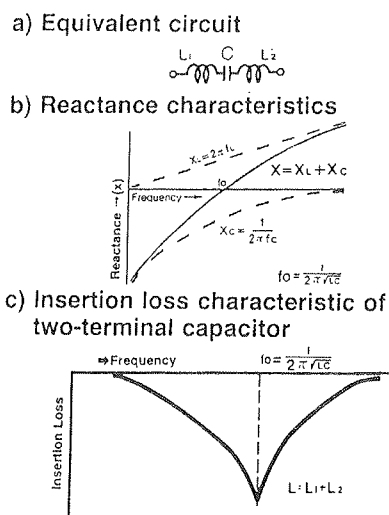 a) Equivalent circuit
L₁ C L₂
b) Reactance characteristics
XL=2πfL
X=XL+XC
fo
Frequency→
Reactance→(x)
Xc=1/2πfc
fo=1/2π√LC
c) Insertion loss characteristic of
two-terminal capacitor
⇒Frequency
fo=1/2π√LC
Insertion Loss
L=L₁+L₂